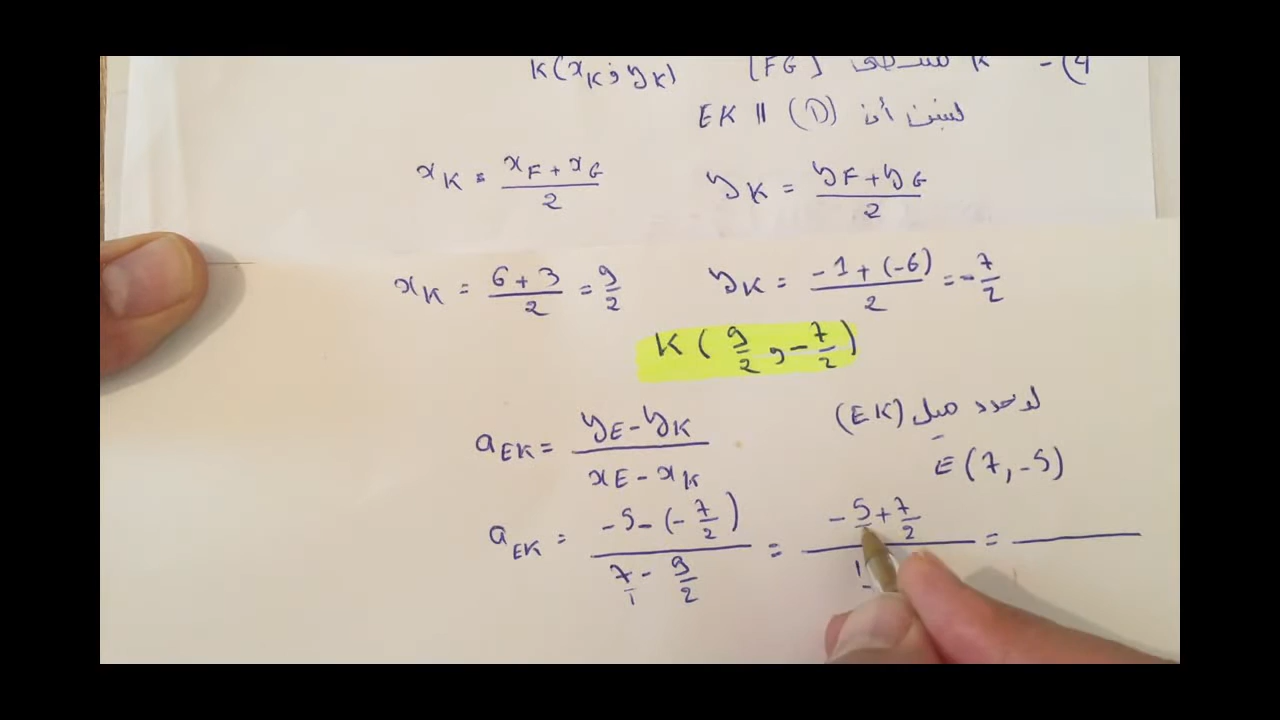 4) - K منتصف [FG] K(xK ; yK)
لنبين أن (D) ∥ EK
xK = (xF + xG)/2 yK = (yF + yG)/2
xK = (6 + 3)/2 = 9/2 yK = (-1 + (-6))/2 = -7/2
K ( 9/2 , -7/2 )
لنحدد ميل (EK)
aEK = (yE - yK)/(xE - xK) E (7, -5)
aEK = (-5 - (-7/2))/(7/1 - 9/2) = (-5 + 7/2)/ =